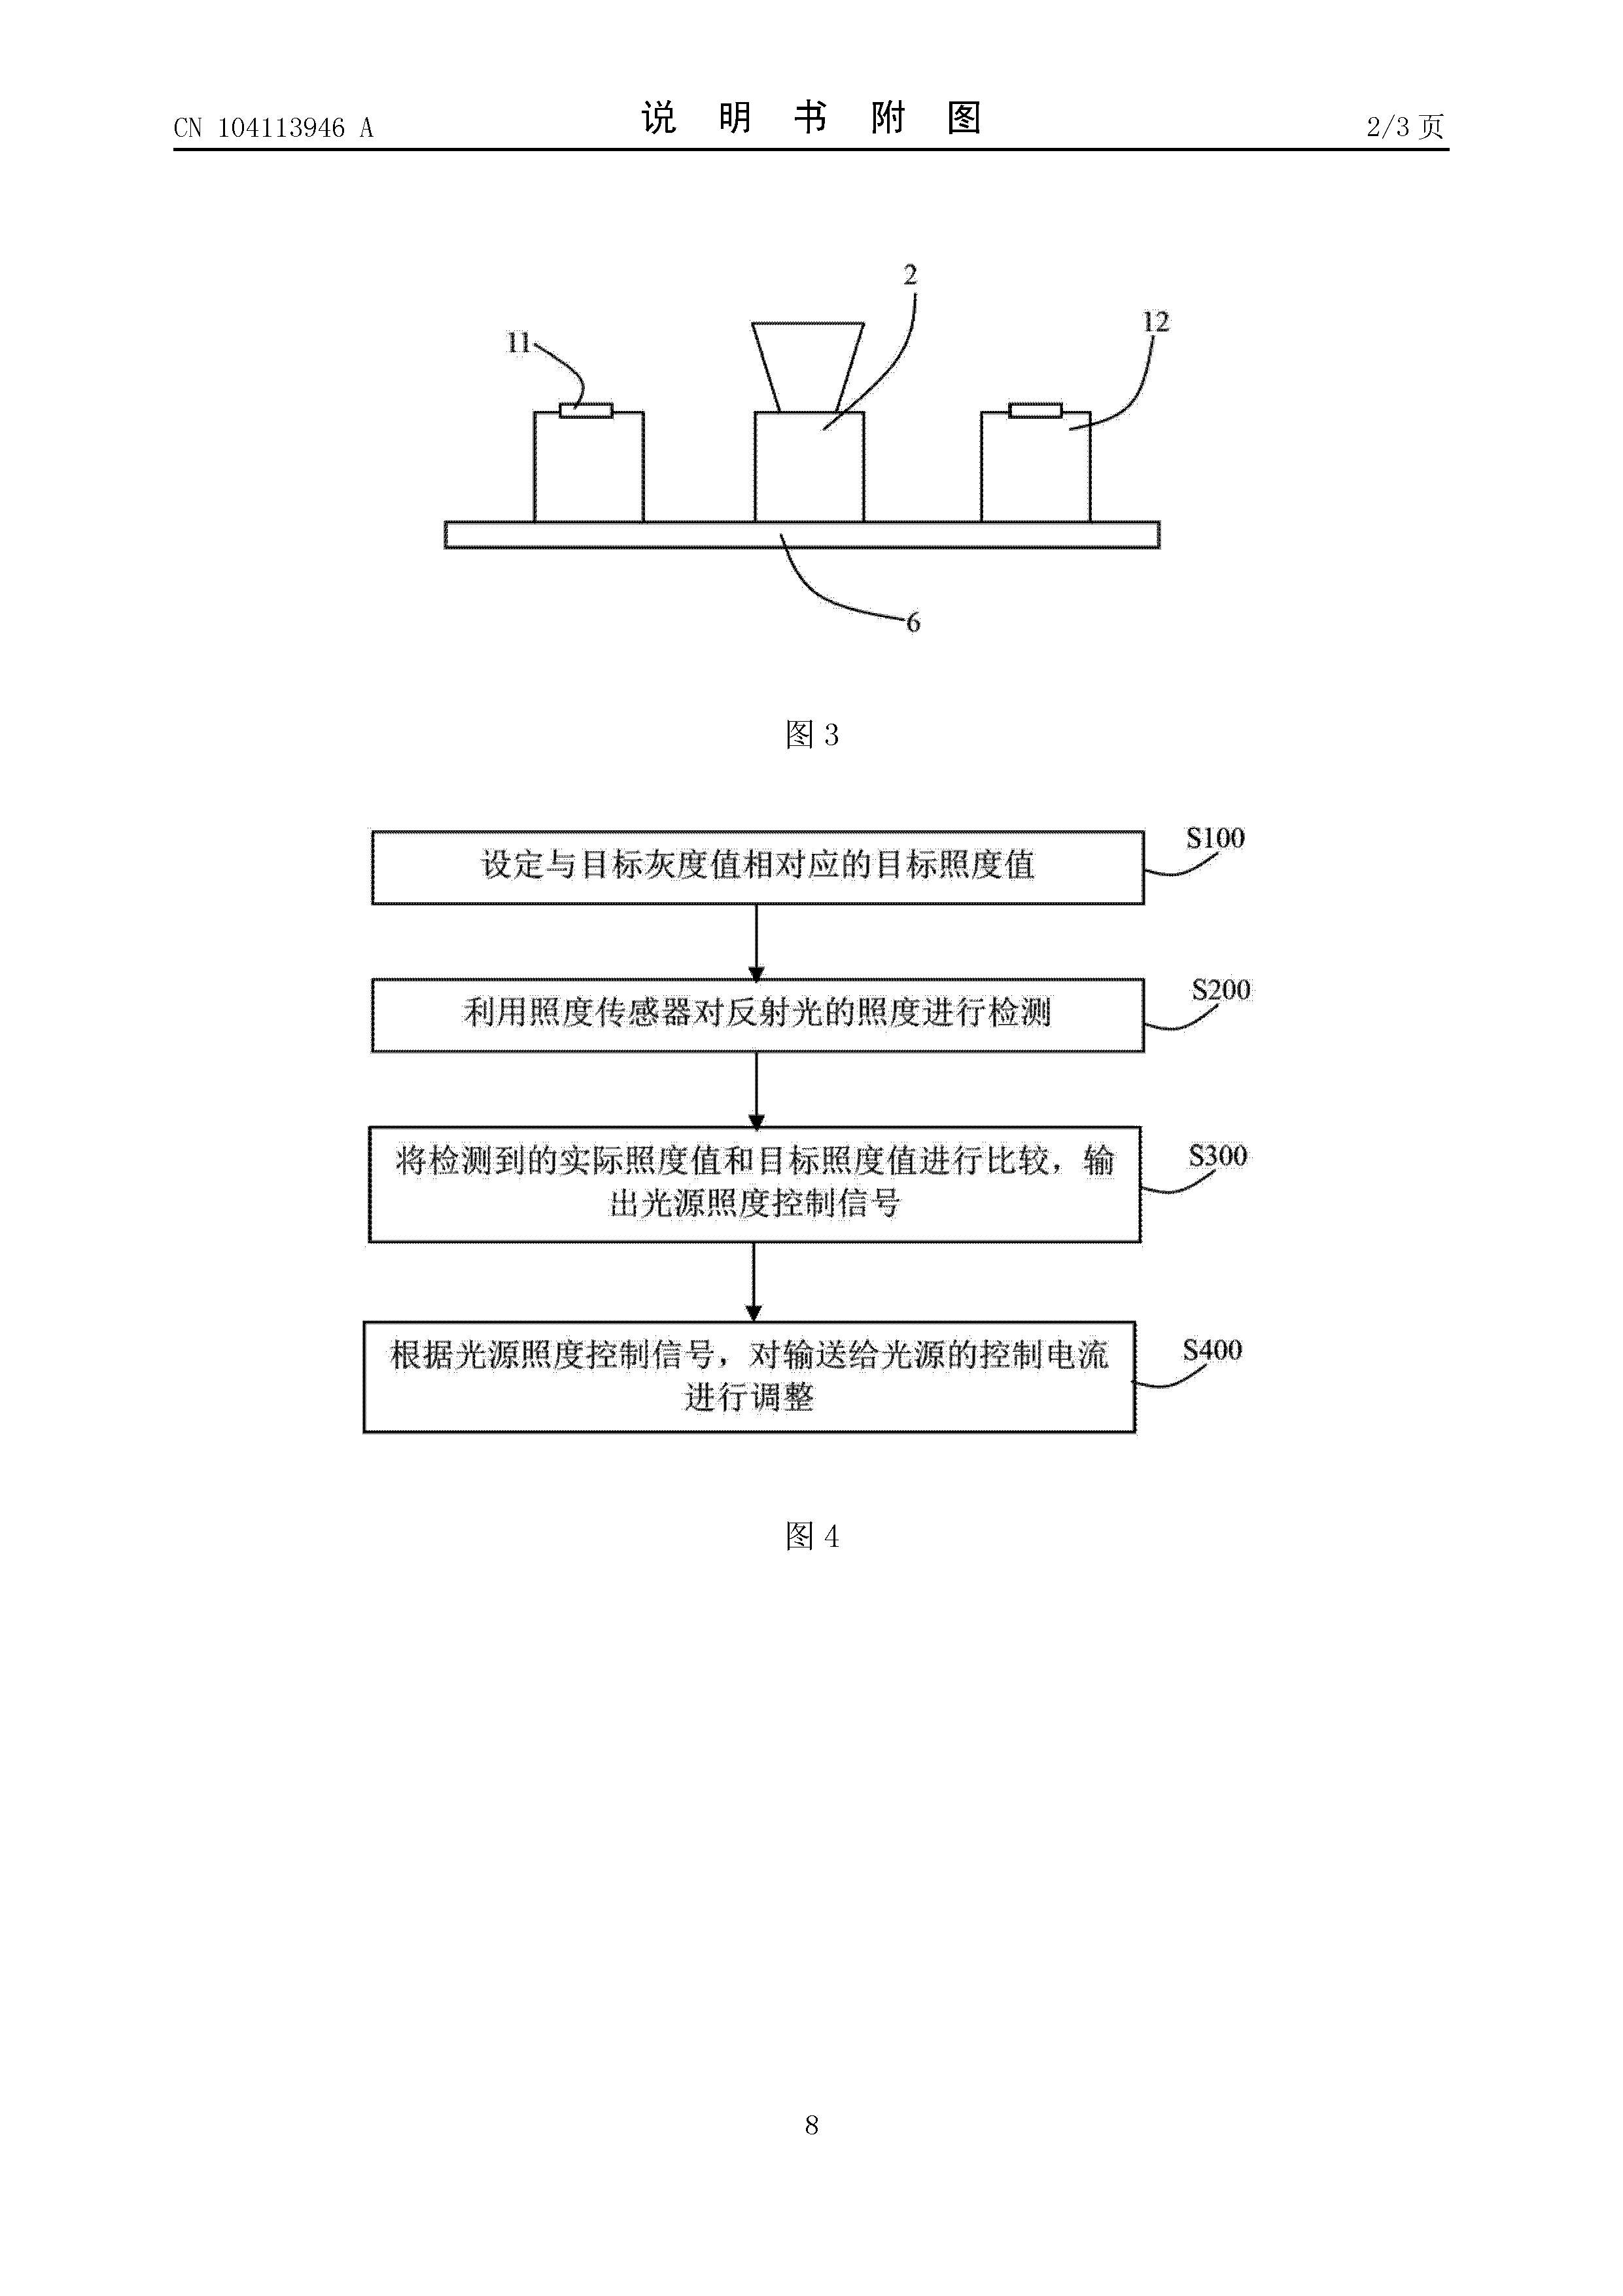 CN 104113946 A
说 明 书 附 图
2/3 页
2
11
12
6
图 3
设定与目标灰度值相对应的目标照度值
S100
利用照度传感器对反射光的照度进行检测
S200
将检测到的实际照度值和目标照度值进行比较，输
出光源照度控制信号
S300
根据光源照度控制信号，对输送给光源的控制电流
进行调整
S400
图 4
8